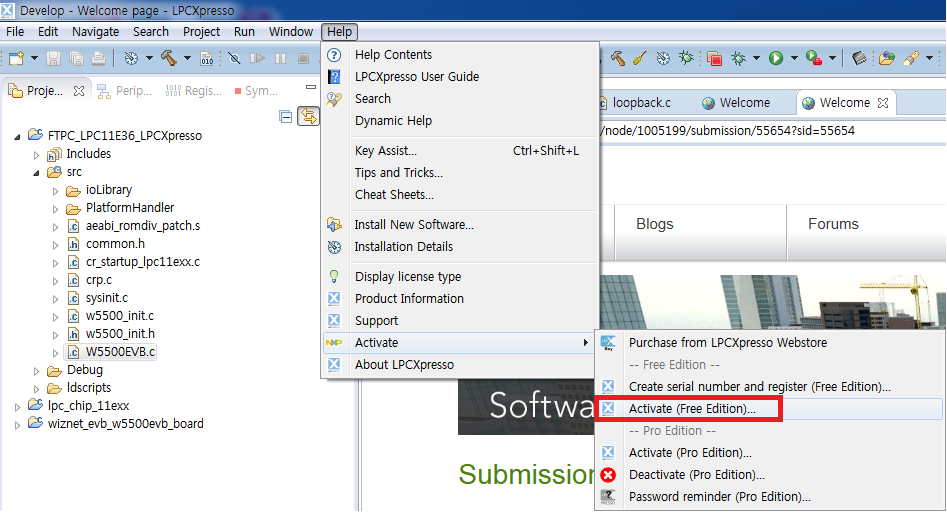 Develop - Welcome page - LPCXpresso
File Edit Navigate Search Project Run Window Help
Proje... Perip... Regis... Sym...
FTPC_LPC11E36_LPCXpresso
Includes
src
ioLibrary
PlatformHandler
aeabi_romdiv_patch.s
common.h
cr_startup_lpc11exx.c
crp.c
sysinit.c
w5500_init.c
w5500_init.h
W5500EVB.c
Debug
ldscripts
lpc_chip_11exx
wiznet_evb_w5500evb_board
Help Contents
LPCXpresso User Guide
Search
Dynamic Help
Key Assist... Ctrl+Shift+L
Tips and Tricks...
Cheat Sheets...
Install New Software...
Installation Details
Display license type
Product Information
Support
Activate
About LPCXpresso
loopback.c Welcome Welcome
/node/1005199/submission/55654?sid=55654
Blogs Forums
Softwa
Submission
Purchase from LPCXpresso Webstore
-- Free Edition --
Create serial number and register (Free Edition)...
Activate (Free Edition)...
-- Pro Edition --
Activate (Pro Edition)...
Deactivate (Pro Edition)...
Password reminder (Pro Edition)...